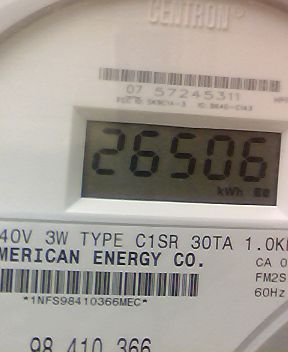 CENTRON®
07 57245311
26506
kWh
40V 3W TYPE C1SR 30TA 1.0K
MERICAN ENERGY CO.
CA 0
FM2S
60Hz
*1NFS98410366MEC*
98 410 366